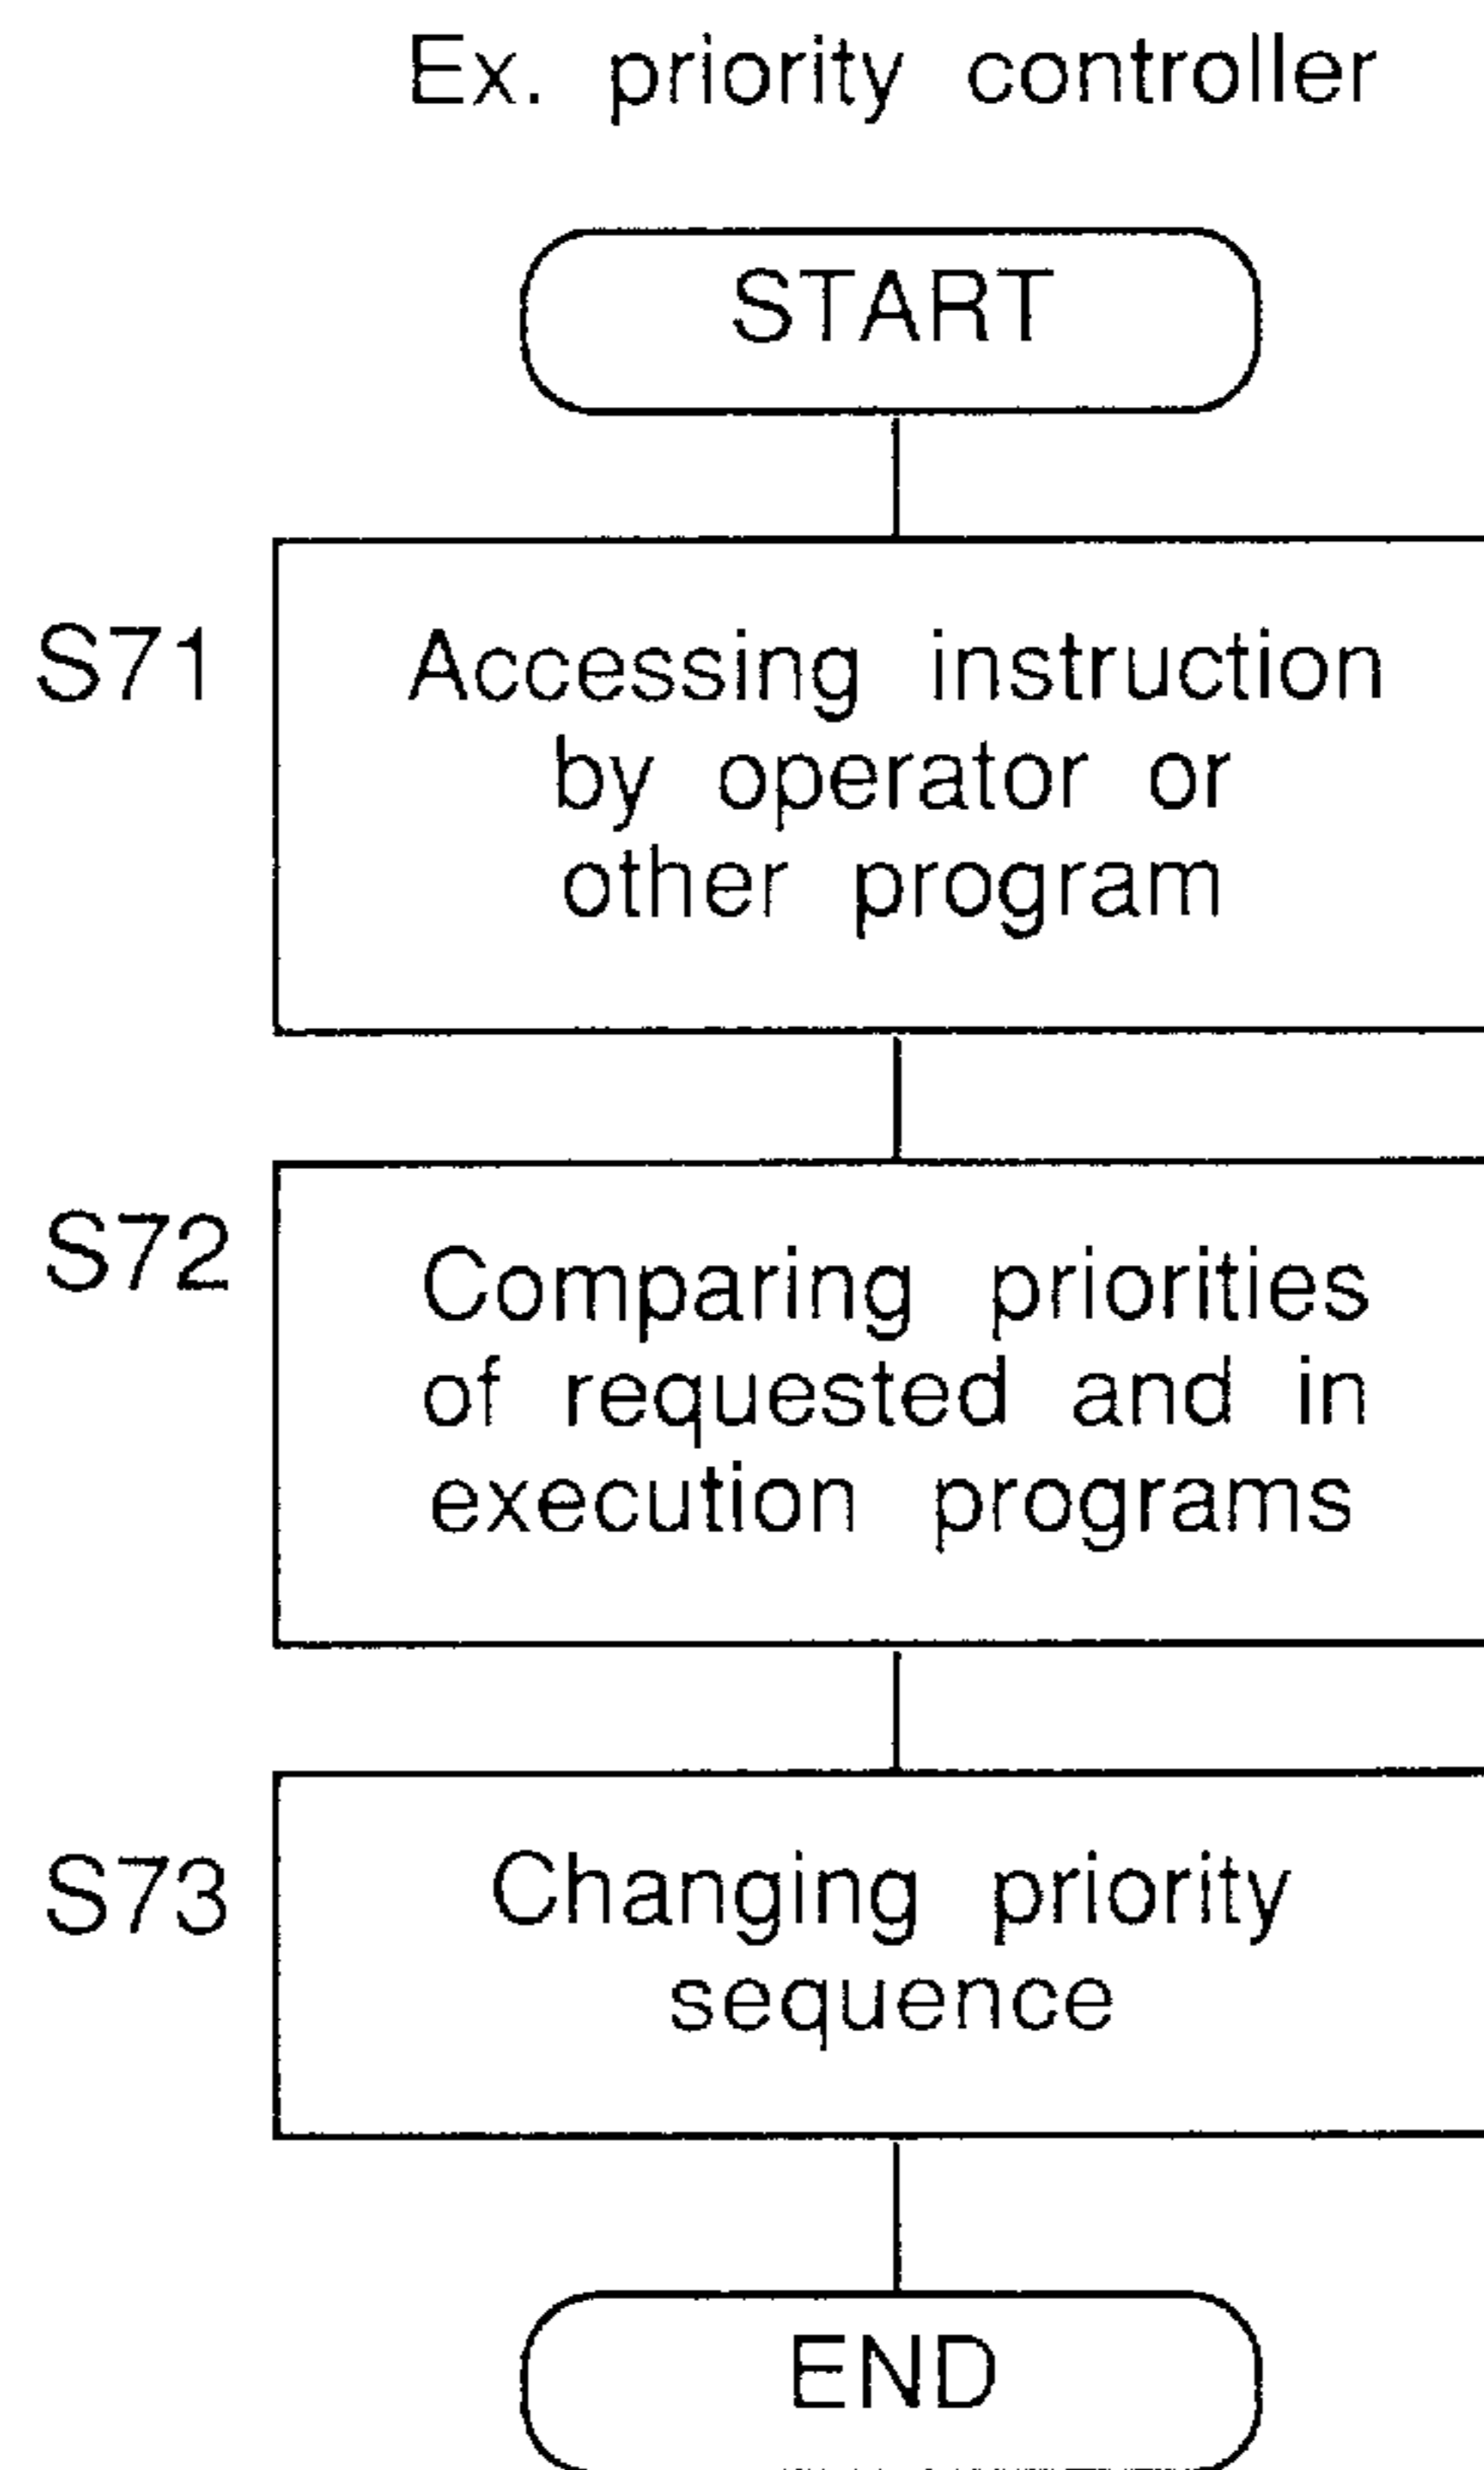 Ex. priority controller
START
S71
Accessing instruction
by operator or
other program
S72
Comparing priorities
of requested and in
execution programs
S73
Changing priority
sequence
END